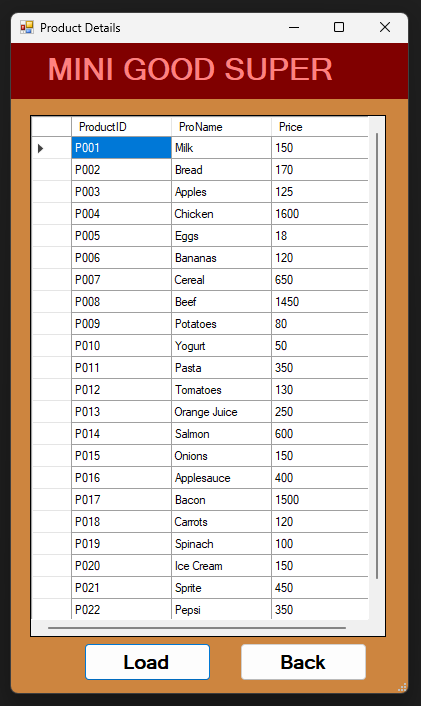 Product Details
MINI GOOD SUPER
ProductID ProName Price
P001 Milk 150
P002 Bread 170
P003 Apples 125
P004 Chicken 1600
P005 Eggs 18
P006 Bananas 120
P007 Cereal 650
P008 Beef 1450
P009 Potatoes 80
P010 Yogurt 50
P011 Pasta 350
P012 Tomatoes 130
P013 Orange Juice 250
P014 Salmon 600
P015 Onions 150
P016 Applesauce 400
P017 Bacon 1500
P018 Carrots 120
P019 Spinach 100
P020 Ice Cream 150
P021 Sprite 450
P022 Pepsi 350
Load Back